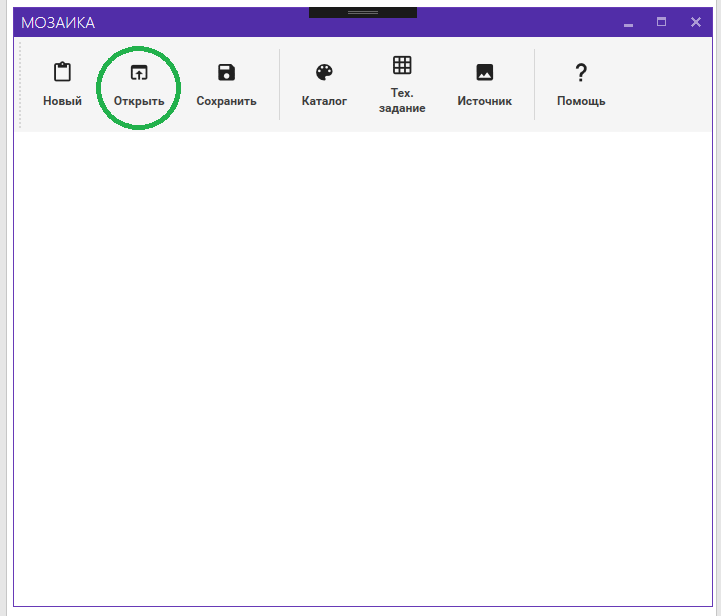 МОЗАИКА
Новый
Открыть
Сохранить
Каталог
Тех.
задание
Источник
Помощь